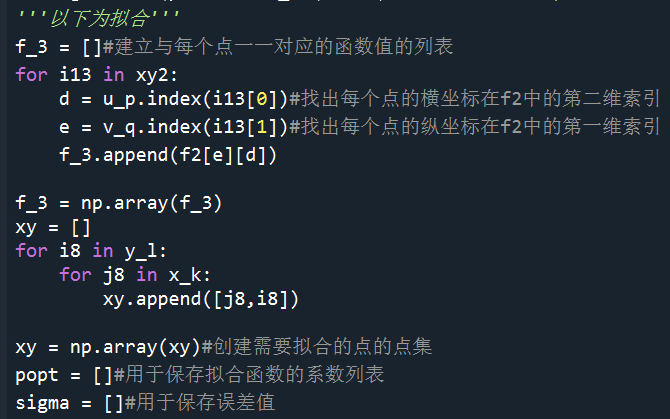 '''以下为拟合'''
f_3 = []#建立与每个点一一对应的函数值的列表
for i13 in xy2:
    d = u_p.index(i13[0])#找出每个点的横坐标在f2中的第二维索引
    e = v_q.index(i13[1])#找出每个点的纵坐标在f2中的第一维索引
    f_3.append(f2[e][d])
f_3 = np.array(f_3)
xy = []
for i8 in y_l:
    for j8 in x_k:
        xy.append([j8,i8])
xy = np.array(xy)#创建需要拟合的点的点集
popt = []#用于保存拟合函数的系数列表
sigma = []#用于保存误差值